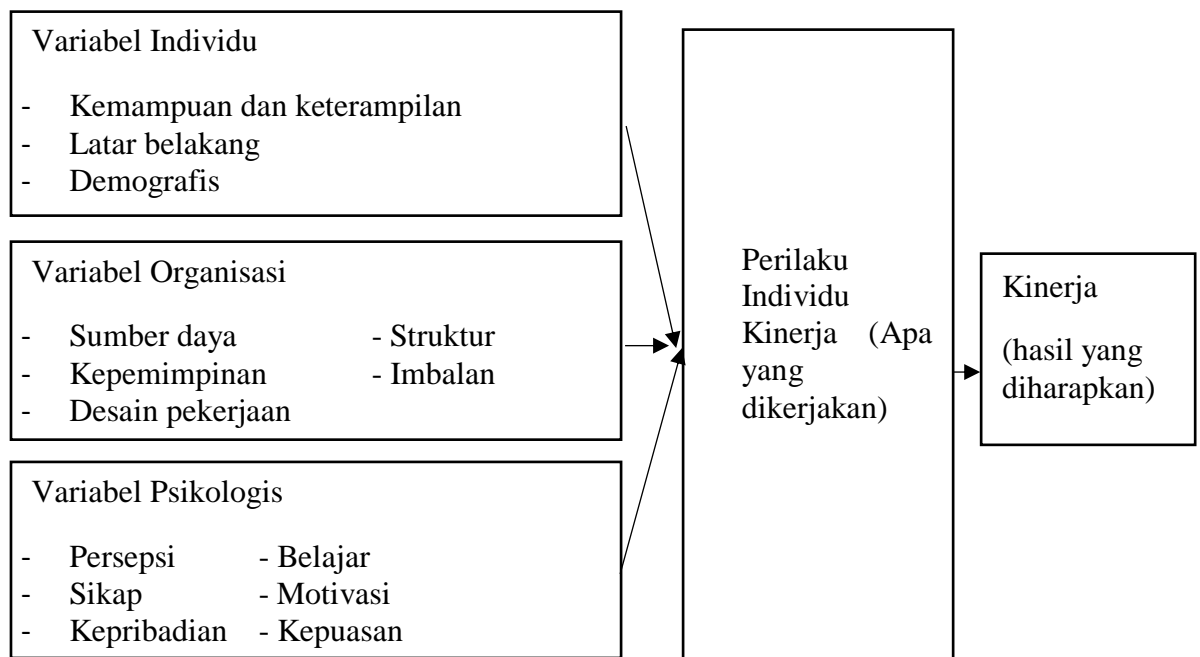 Variabel Individu
- Kemampuan dan keterampilan
- Latar belakang
- Demografis
Variabel Organisasi
- Sumber daya - Struktur
- Kepemimpinan - Imbalan
- Desain pekerjaan
Variabel Psikologis
- Persepsi - Belajar
- Sikap - Motivasi
- Kepribadian - Kepuasan
Perilaku
Individu
Kinerja (Apa
yang
dikerjakan)
Kinerja
(hasil yang
diharapkan)